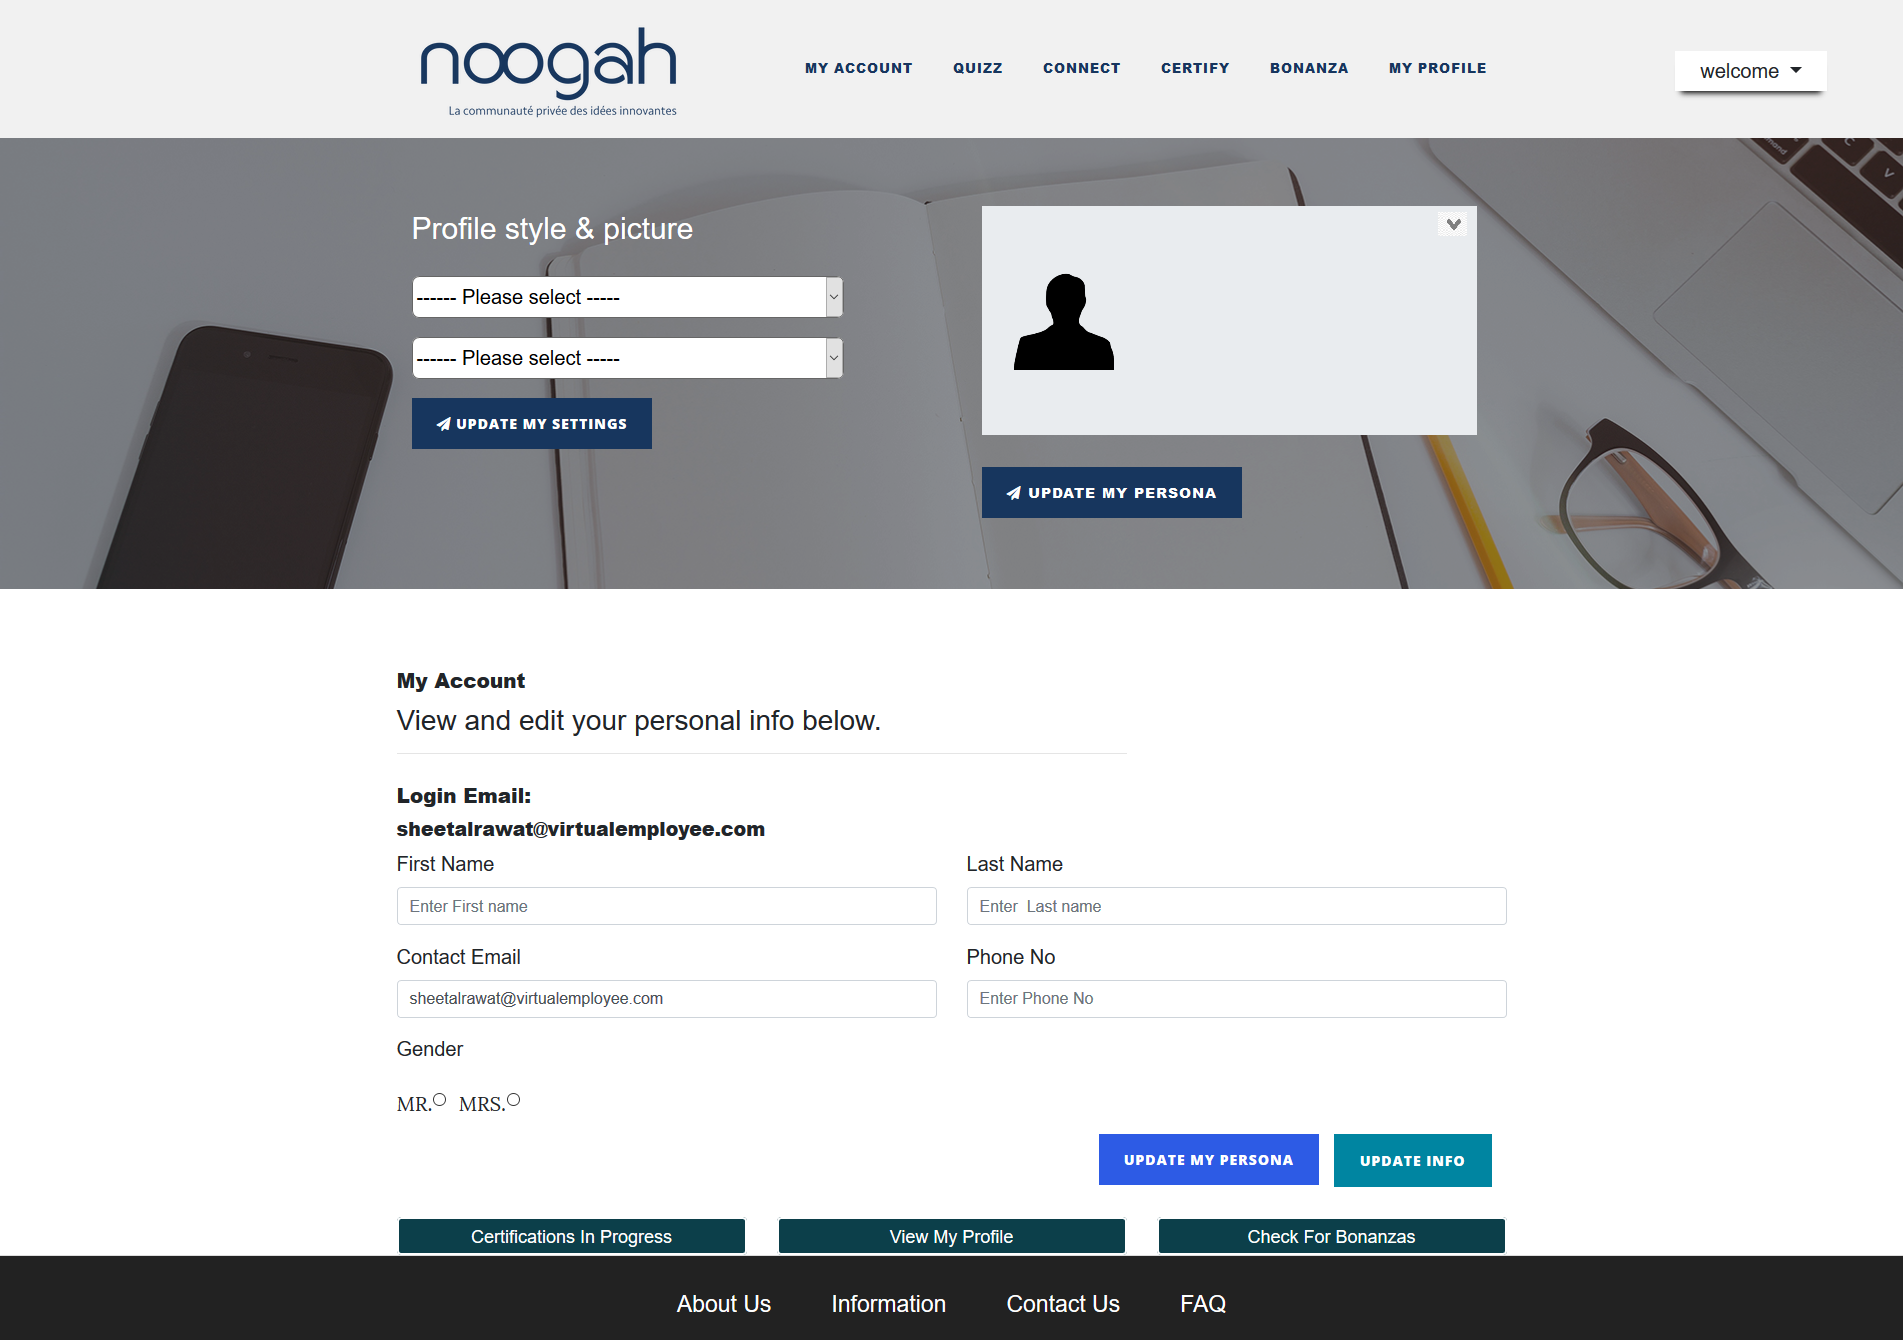 noogah
La communauté privée des idées innovantes
MY ACCOUNT QUIZZ CONNECT CERTIFY BONANZA MY PROFILE
welcome
Profile style & picture
------ Please select -----
------ Please select -----
UPDATE MY SETTINGS
UPDATE MY PERSONA
My Account
View and edit your personal info below.
Login Email:
sheetalrawat@virtualemployee.com
First Name Last Name
Enter First name Enter  Last name
Contact Email Phone No
sheetalrawat@virtualemployee.com Enter Phone No
Gender
MR. MRS.
UPDATE MY PERSONA UPDATE INFO
Certifications In Progress View My Profile Check For Bonanzas
About Us Information Contact Us FAQ